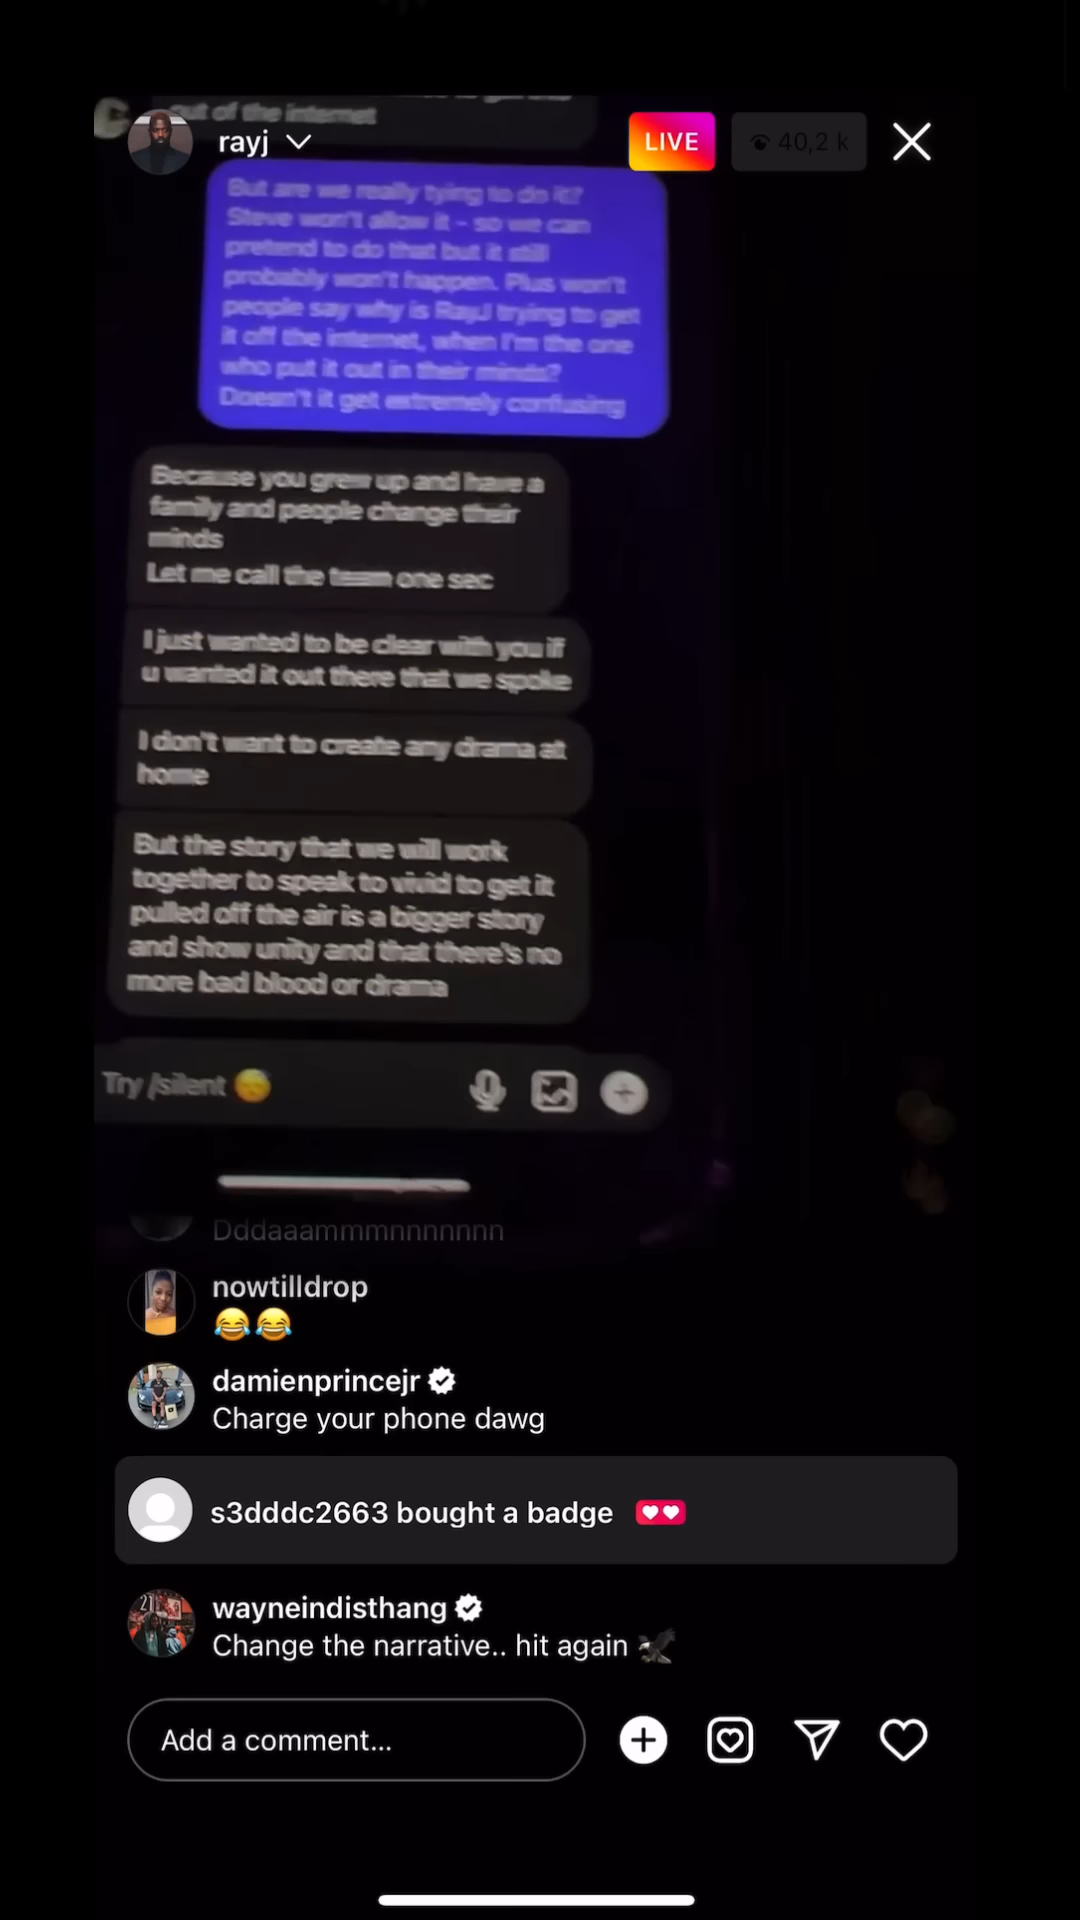 out of the internet
rayj
LIVE
40,2 k
But are we really tying to do it?
Steve won't allow it - so we can
pretend to do that but it still
probably won't happen. Plus won't
people say why is RayJ trying to get
it off the internet, when I'm the one
who put it out in their minds?
Doesn't it get extremely confusing
Because you grew up and have a
family and people change their
minds
Let me call the team one sec
I just wanted to be clear with you if
u wanted it out there that we spoke
I don't want to create any drama at
home
But the story that we will work
together to speak to vivid to get it
pulled off the air is a bigger story
and show unity and that there's no
more bad blood or drama
Try /silent 😴
Dddaaammmnnnnnnn
nowtilldrop
😂😂
damienprincejr
Charge your phone dawg
s3dddc2663 bought a badge
wayneindisthang
Change the narrative.. hit again 🦅
Add a comment...